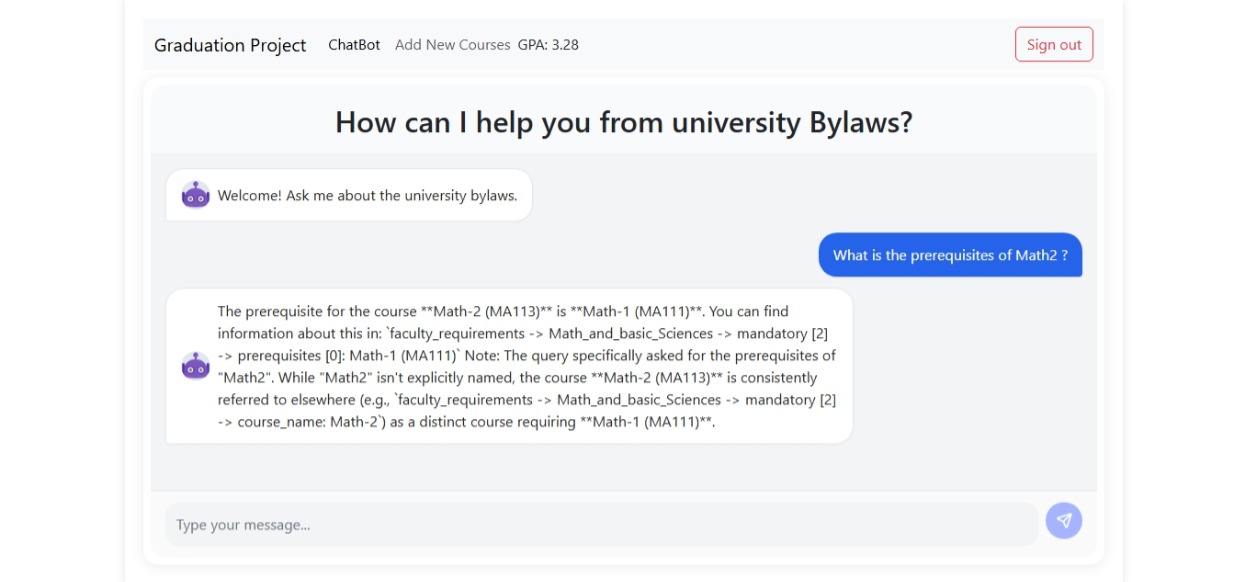 Graduation Project ChatBot Add New Courses GPA: 3.28 Sign out
How can I help you from university Bylaws?
Welcome! Ask me about the university bylaws.
What is the prerequisites of Math2 ?
The prerequisite for the course **Math-2 (MA113)** is **Math-1 (MA111)**. You can find
information about this in: `faculty_requirements -> Math_and_basic_Sciences -> mandatory [2]
-> prerequisites [0]: Math-1 (MA111)` Note: The query specifically asked for the prerequisites of
"Math2". While "Math2" isn't explicitly named, the course **Math-2 (MA113)** is consistently
referred to elsewhere (e.g., `faculty_requirements -> Math_and_basic_Sciences -> mandatory [2]
-> course_name: Math-2`) as a distinct course requiring **Math-1 (MA111)**.
Type your message...